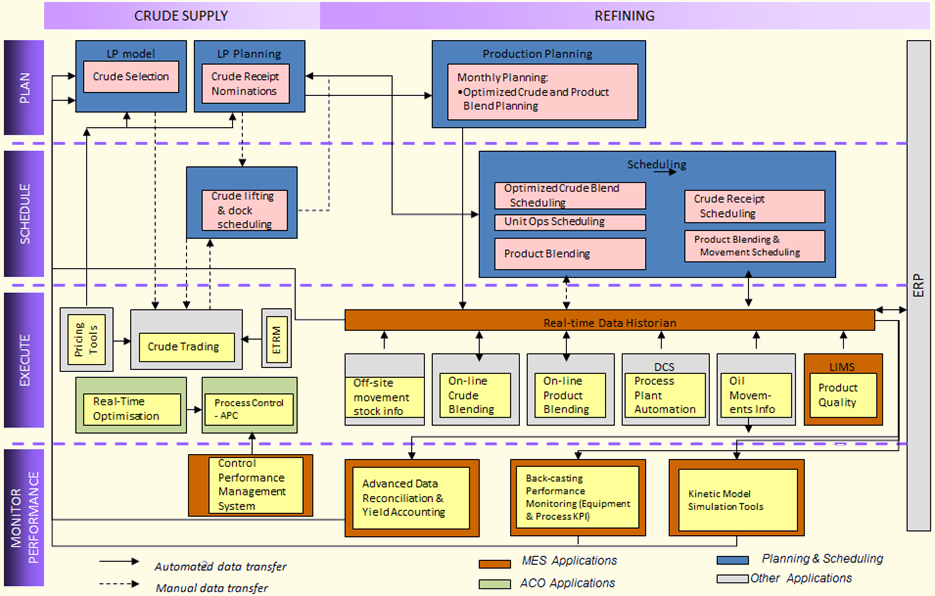 CRUDE SUPPLY
REFINING
PLAN
LP model
Crude Selection
LP Planning
Crude Receipt
Nominations
Production Planning
Monthly Planning:
•Optimized Crude and Product
Blend Planning
ERP
SCHEDULE
Crude lifting
& dock
scheduling
Scheduling
Optimized Crude Blend
Scheduling
Unit Ops Scheduling
Product Blending
Crude Receipt
Scheduling
Product Blending &
Movement Scheduling
EXECUTE
Pricing
Tools
Crude Trading
ETRM
Real-time Data Historian
Off-site
movement
stock info
On-line
Crude
Blending
On-line
Product
Blending
DCS
Process
Plant
Automation
Oil
Movem-
ents Info
LIMS
Product
Quality
Real-Time
Optimisation
Process Control
- APC
MONITOR
PERFORMANCE
Control
Performance
Management
System
Advanced Data
Reconciliation &
Yield Accounting
Back-casting
Performance
Monitoring (Equipment
& Process KPI)
Kinetic Model
Simulation Tools
Automated data transfer
Manual data transfer
MES Applications
ACO Applications
Planning & Scheduling
Other Applications